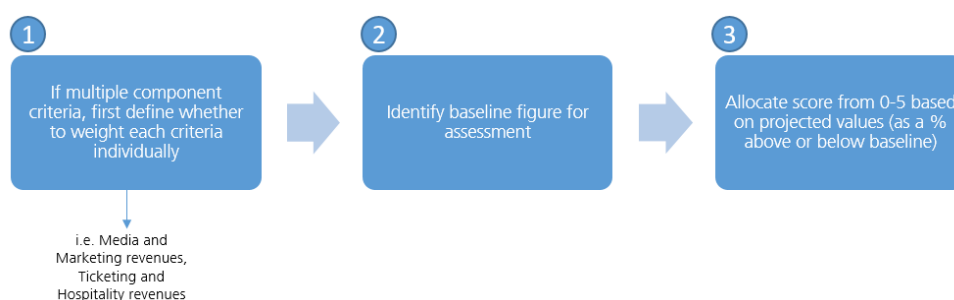 1
If multiple component
criteria, first define whether
to weight each criteria
individually
2
Identify baseline figure for
assessment
3
Allocate score from 0-5 based
on projected values (as a %
above or below baseline)
i.e. Media and
Marketing revenues,
Ticketing and
Hospitality revenues